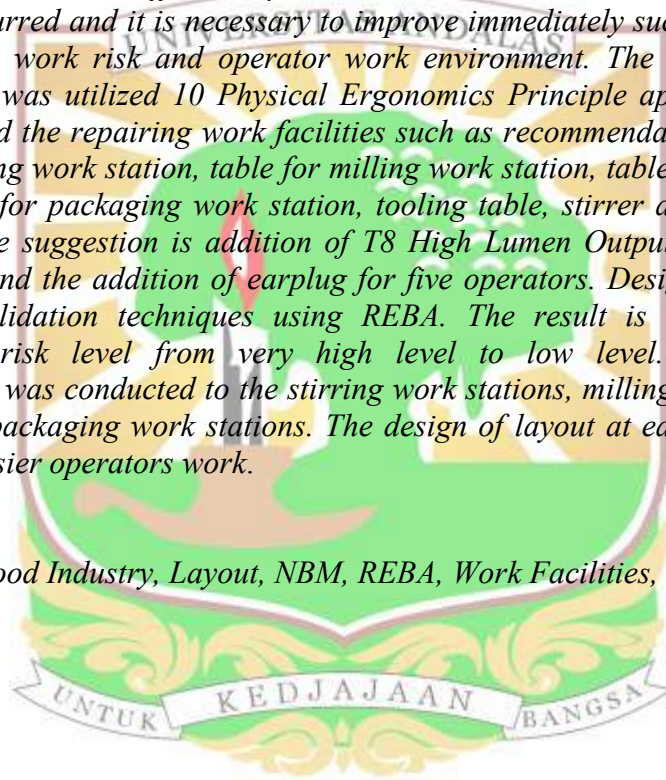 urred and it is necessary to improve immediately suc
UNIVERSITAS ANDALAS
work risk and operator work environment. The
was utilized 10 Physical Ergonomics Principle ap
d the repairing work facilities such as recommenda
ng work station, table for milling work station, table
for packaging work station, tooling table, stirrer a
e suggestion is addition of T8 High Lumen Outpu
nd the addition of earplug for five operators. Desi
lidation techniques using REBA. The result is
risk level from very high level to low level.
was conducted to the stirring work stations, milling
packaging work stations. The design of layout at ea
sier operators work.
ood Industry, Layout, NBM, REBA, Work Facilities,
UNTUK KEDJAJAAN BANGSA